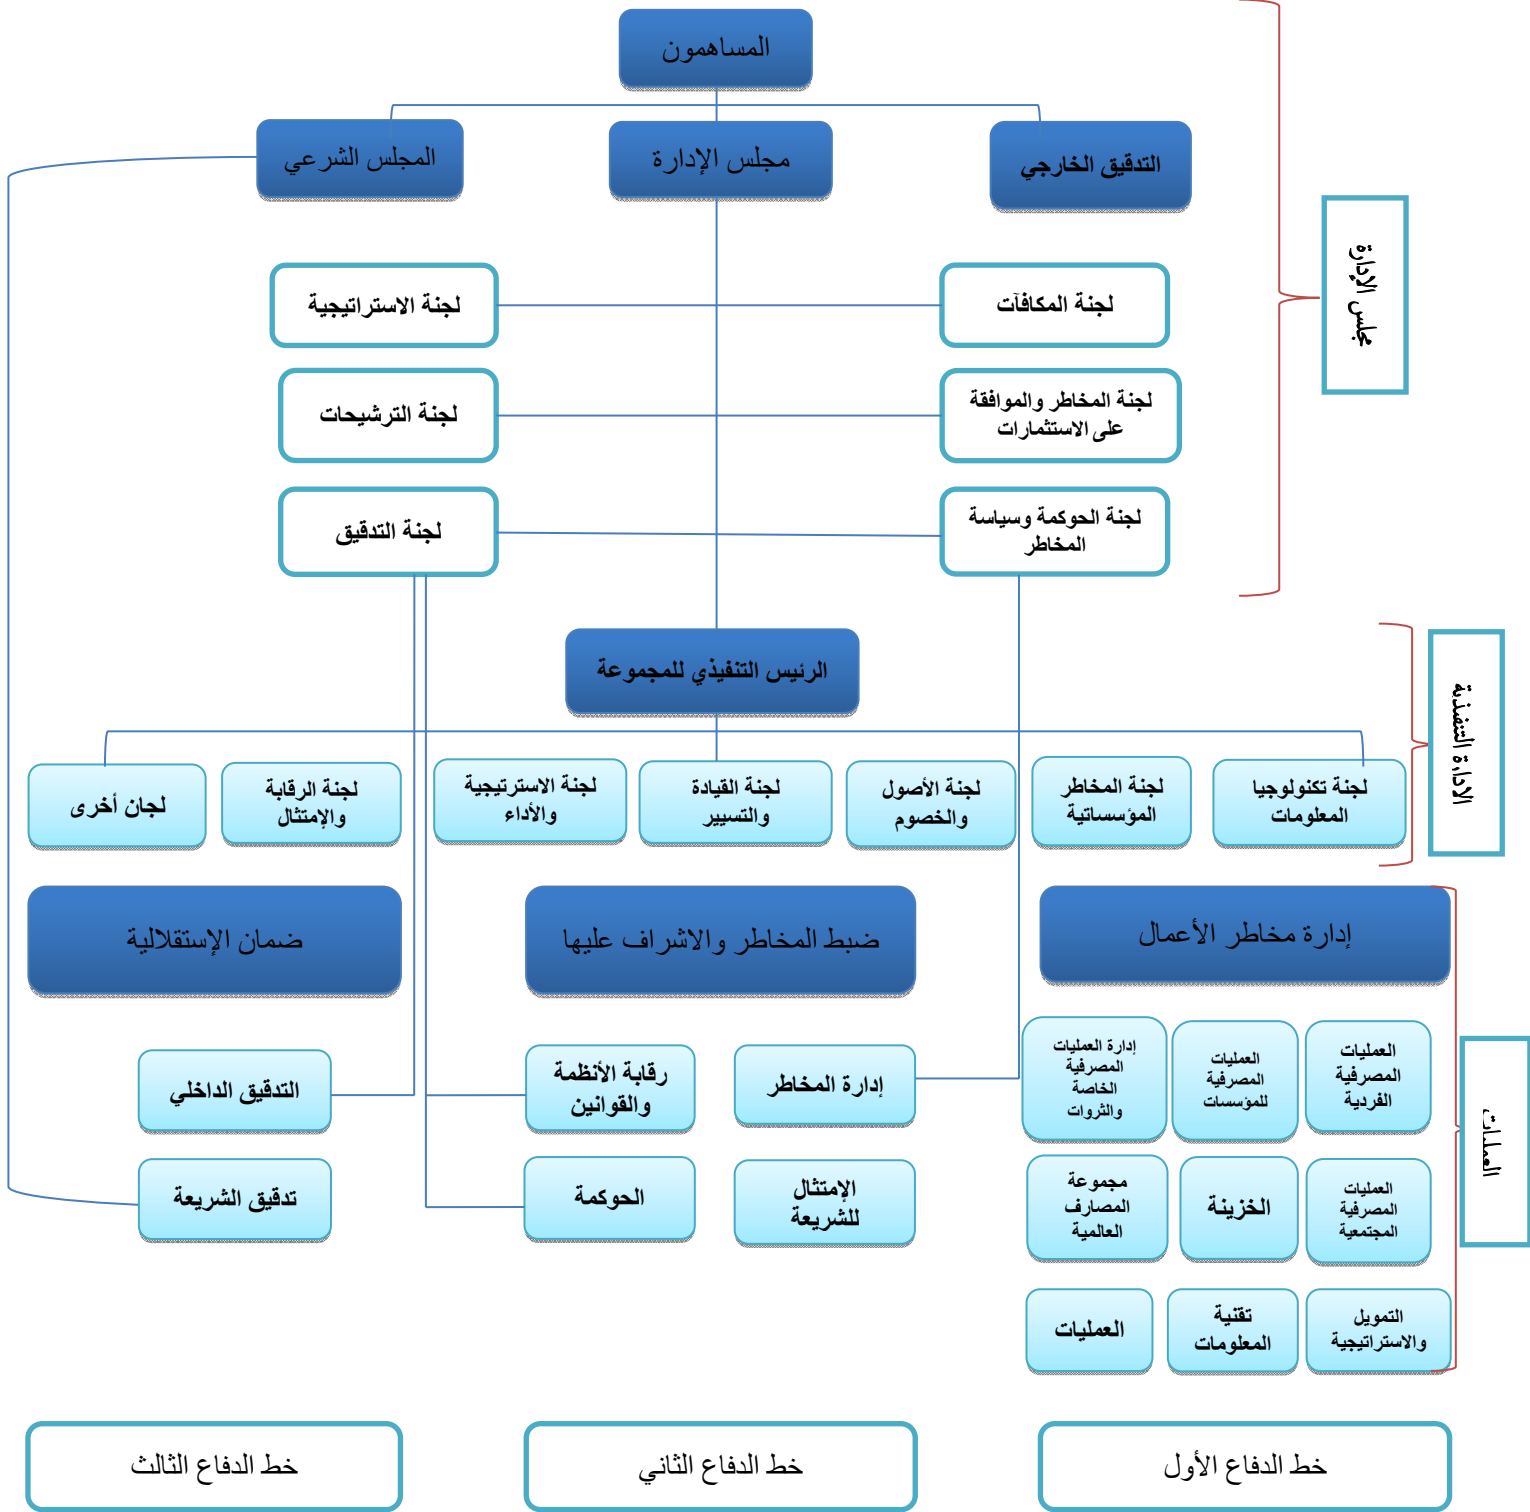 المساهمون
التدقيق الخارجي
مجلس الإدارة
المجلس الشرعي
مجلس الإدارة
لجنة المكافآت
لجنة الاستراتيجية
لجنة المخاطر والموافقة
على الاستثمارات
لجنة الترشيحات
لجنة الحوكمة وسياسة
المخاطر
لجنة التدقيق
الرئيس التنفيذي للمجموعة
الادارة التنفيذية
لجنة تكنولوجيا
المعلومات
لجنة المخاطر
المؤسساتية
لجنة الأصول
والخصوم
لجنة القيادة
والتسيير
لجنة الاسترتيجية
والأداء
لجنة الرقابة
والإمتثال
لجان أخرى
إدارة مخاطر الأعمال
ضبط المخاطر والاشراف عليها
ضمان الإستقلالية
العمليات
العمليات
المصرفية
الفردية
العمليات
المصرفية
للمؤسسات
إدارة العمليات
المصرفية
الخاصة
والثروات
إدارة المخاطر
رقابة الأنظمة
والقوانين
التدقيق الداخلي
العمليات
المصرفية
المجتمعية
الخزينة
مجموعة
المصارف
العالمية
الإمتثال
للشريعة
الحوكمة
تدقيق الشريعة
التمويل
والاستراتيجية
تقنية
المعلومات
العمليات
خط الدفاع الأول
خط الدفاع الثاني
خط الدفاع الثالث